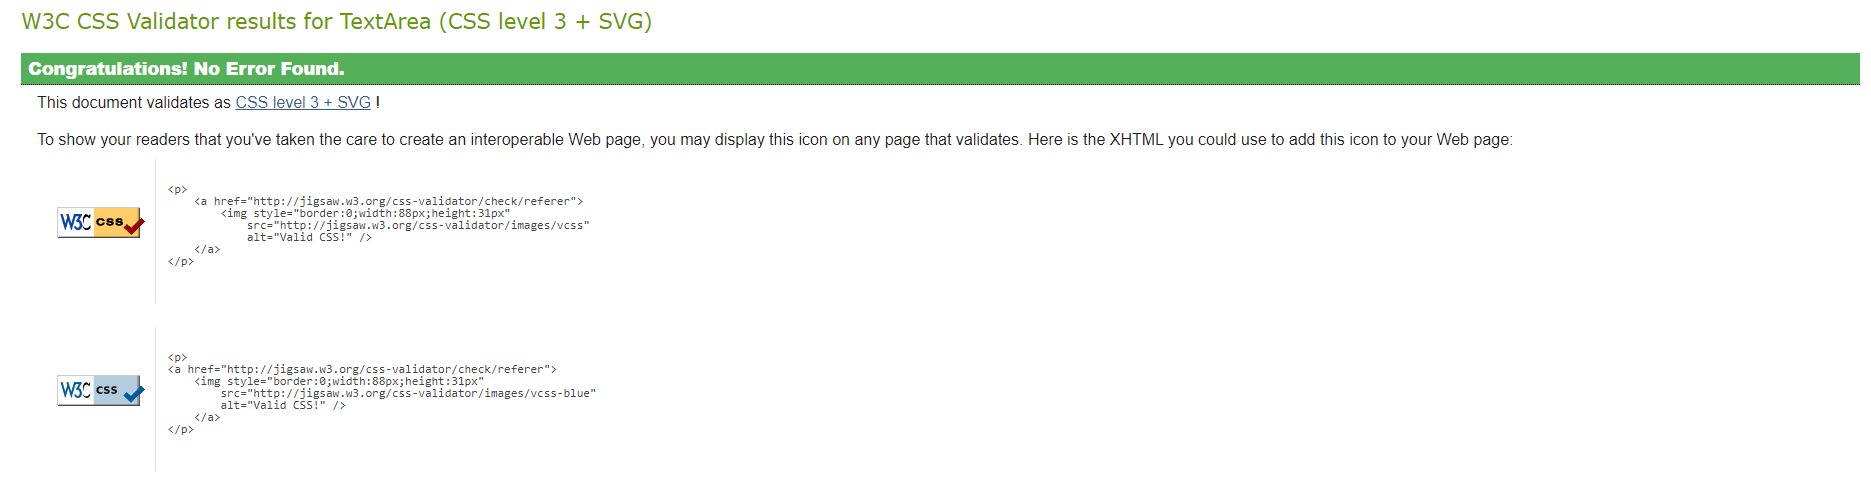 W3C CSS Validator results for TextArea (CSS level 3 + SVG)
Congratulations! No Error Found.
This document validates as CSS level 3 + SVG !
To show your readers that you've taken the care to create an interoperable Web page, you may display this icon on any page that validates. Here is the XHTML you could use to add this icon to your Web page:
W3C css
<p>
<a href="http://jigsaw.w3.org/css-validator/check/referer">
<img style="border:0;width:88px;height:31px"
src="http://jigsaw.w3.org/css-validator/images/vcss"
alt="Valid CSS!" />
</a>
</p>
W3C css
<p>
<a href="http://jigsaw.w3.org/css-validator/check/referer">
<img style="border:0;width:88px;height:31px"
src="http://jigsaw.w3.org/css-validator/images/vcss-blue"
alt="Valid CSS!" />
</a>
</p>